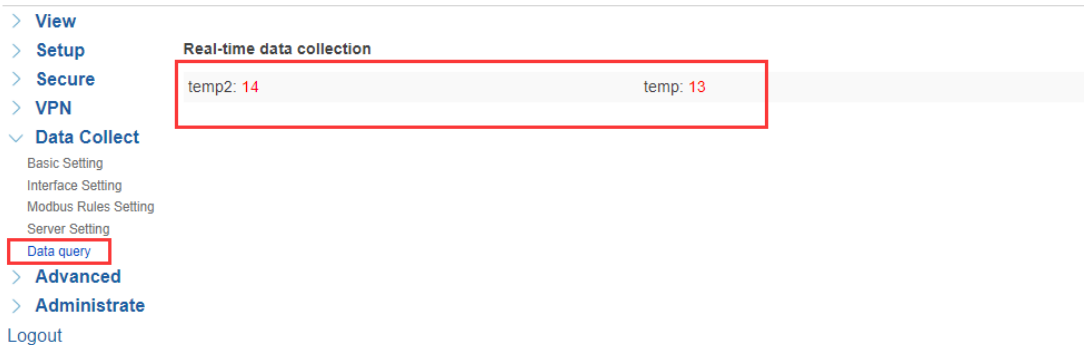 View
Setup
Secure
VPN
Data Collect
Basic Setting
Interface Setting
Modbus Rules Setting
Server Setting
Data query
Advanced
Administrate
Logout
Real-time data collection
temp2: 14 temp: 13